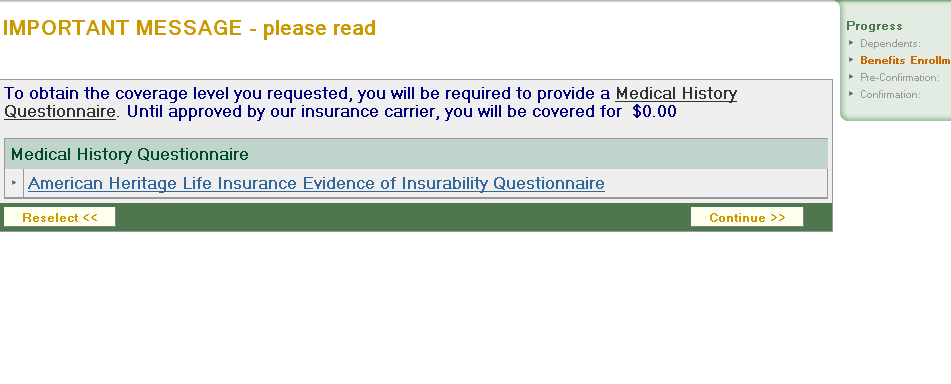 IMPORTANT MESSAGE - please read
To obtain the coverage level you requested, you will be required to provide a Medical History
Questionnaire. Until approved by our insurance carrier, you will be covered for $0.00
Medical History Questionnaire
American Heritage Life Insurance Evidence of Insurability Questionnaire
Reselect <<
Continue >>
Progress
Dependents:
Benefits Enrollm
Pre-Confirmation:
Confirmation: